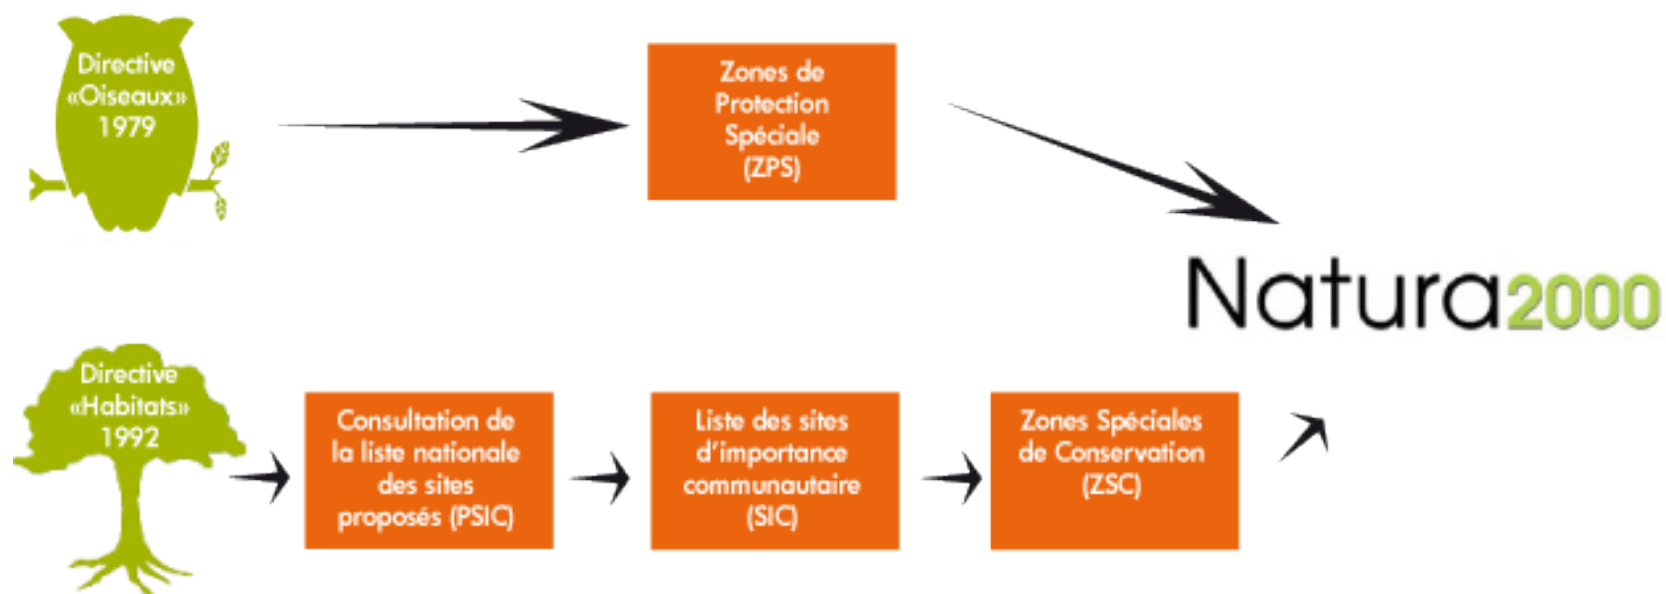 Directive
«Oiseaux»
1979
Zones de
Protection
Spéciale
(ZPS)
Natura2000
Directive
«Habitats»
1992
Consultation de
la liste nationale
des sites
proposés (PSIC)
Liste des sites
d’importance
communautaire
(SIC)
Zones Spéciales
de Conservation
(ZSC)